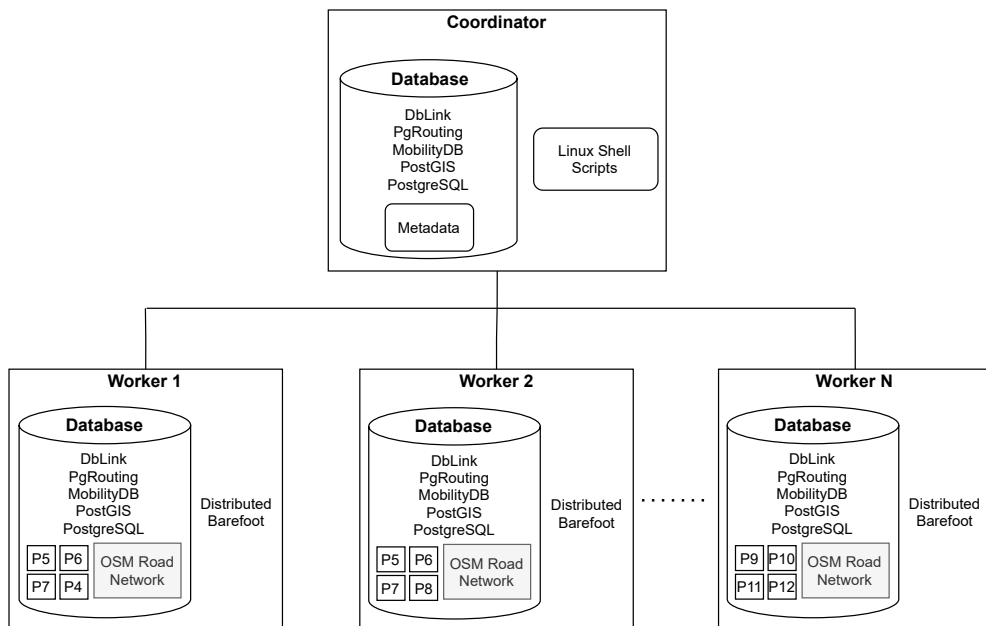 Coordinator
Database
DbLink
PgRouting
MobilityDB
PostGIS
PostgreSQL
Metadata
Linux Shell
Scripts
Worker 1
Database
DbLink
PgRouting
MobilityDB
PostGIS
PostgreSQL
P5 P6
P7 P4
OSM Road
Network
Distributed
Barefoot
Worker 2
Database
DbLink
PgRouting
MobilityDB
PostGIS
PostgreSQL
P5 P6
P7 P8
OSM Road
Network
Distributed
Barefoot
.......
Worker N
Database
DbLink
PgRouting
MobilityDB
PostGIS
PostgreSQL
P9 P10
P11 P12
OSM Road
Network
Distributed
Barefoot